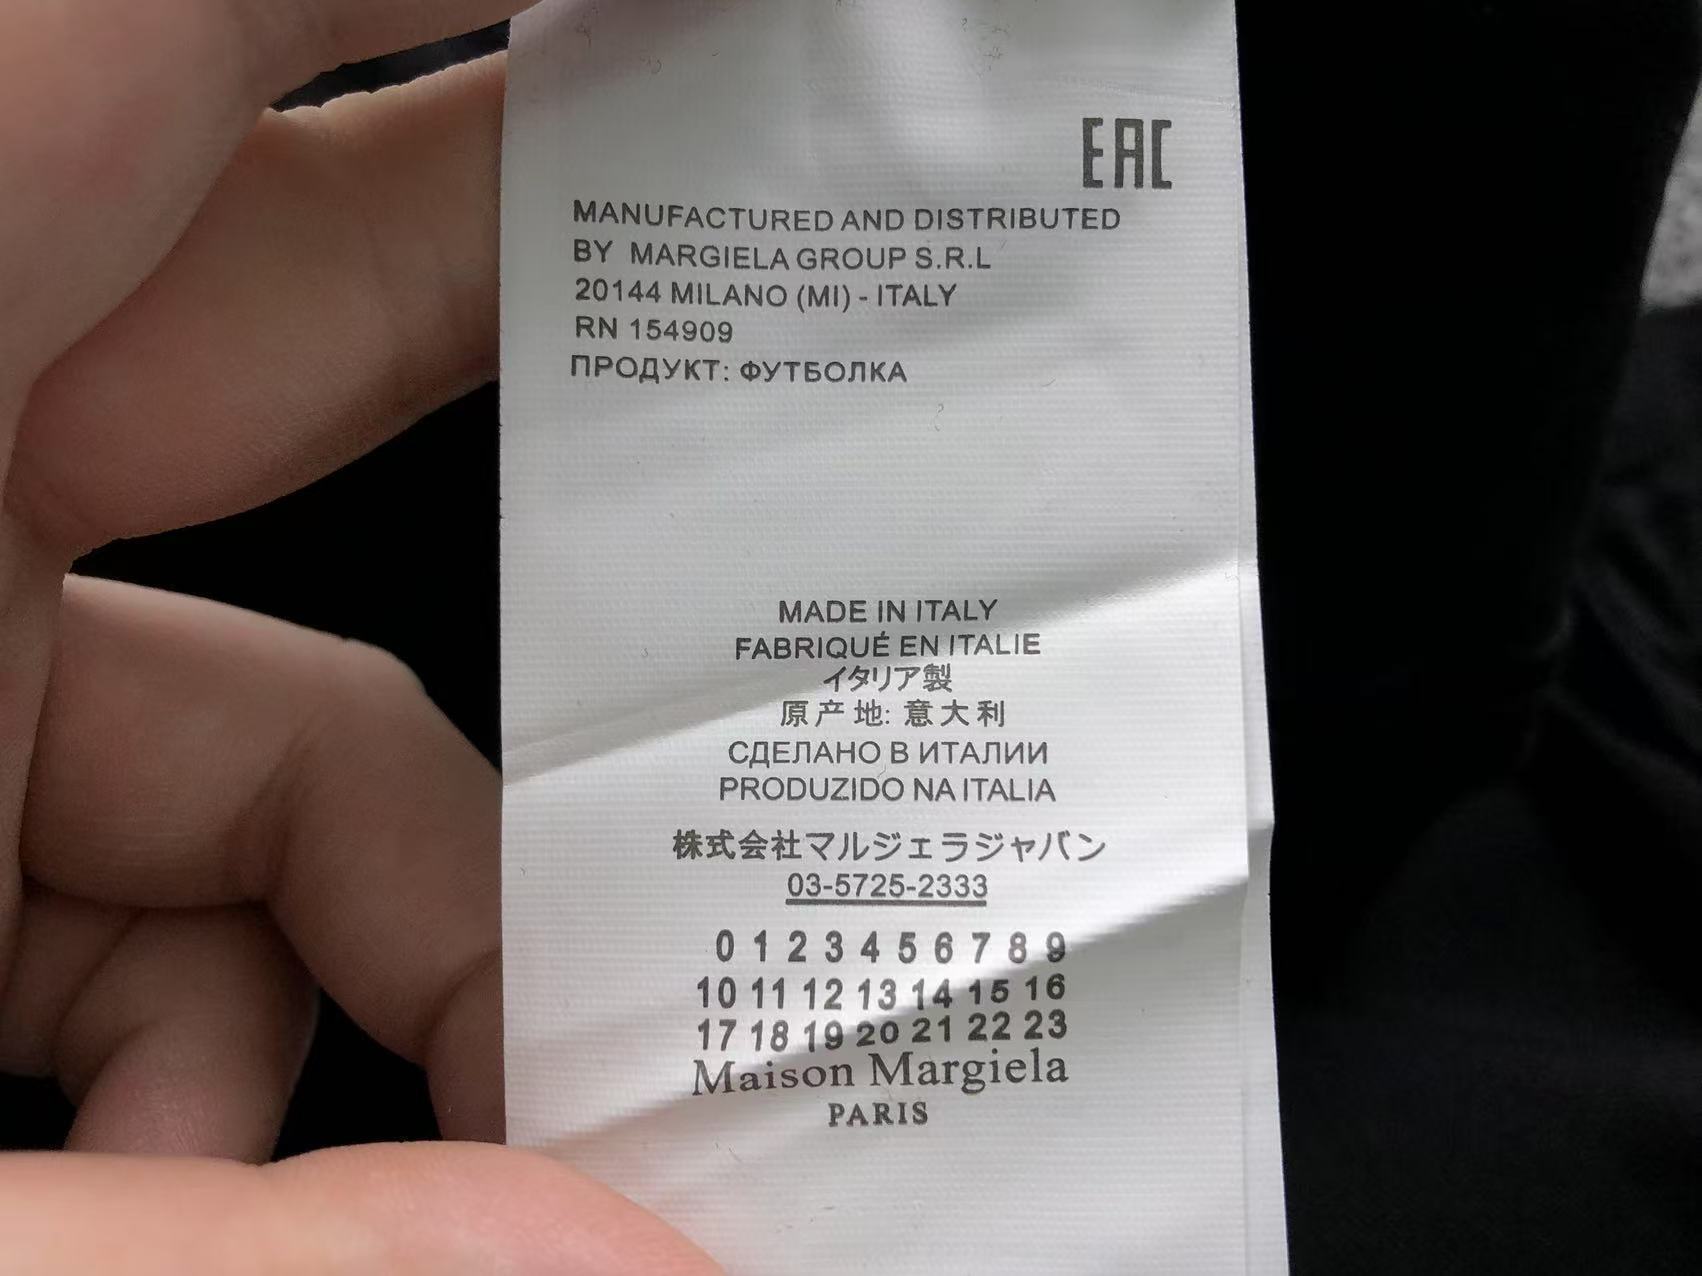 EAC
MANUFACTURED AND DISTRIBUTED
BY MARGIELA GROUP S.R.L
20144 MILANO (MI) - ITALY
RN 154909
ПРОДУКТ: ФУТБОЛКА
MADE IN ITALY
FABRIQUÉ EN ITALIE
イタリア製
原产地: 意大利
СДЕЛАНО В ИТАЛИИ
PRODUZIDO NA ITALIA
株式会社マルジェラジャバン
03-5725-2333
0 1 2 3 4 5 6 7 8 9
10 11 12 13 14 15 16
17 18 19 20 21 22 23
Maison Margiela
PARIS